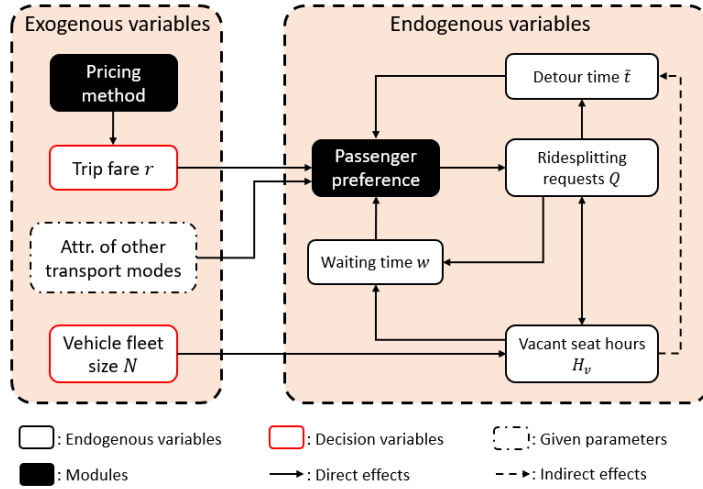 Exogenous variables
Endogenous variables
Pricing
method
Trip fare r
Attr. of other
transport modes
Vehicle fleet
size N
Detour time t̃
Passenger
preference
Ridesplitting
requests Q
Waiting time w
Vacant seat hours
H_v
: Endogenous variables
: Decision variables
: Given parameters
: Modules
: Direct effects
: Indirect effects